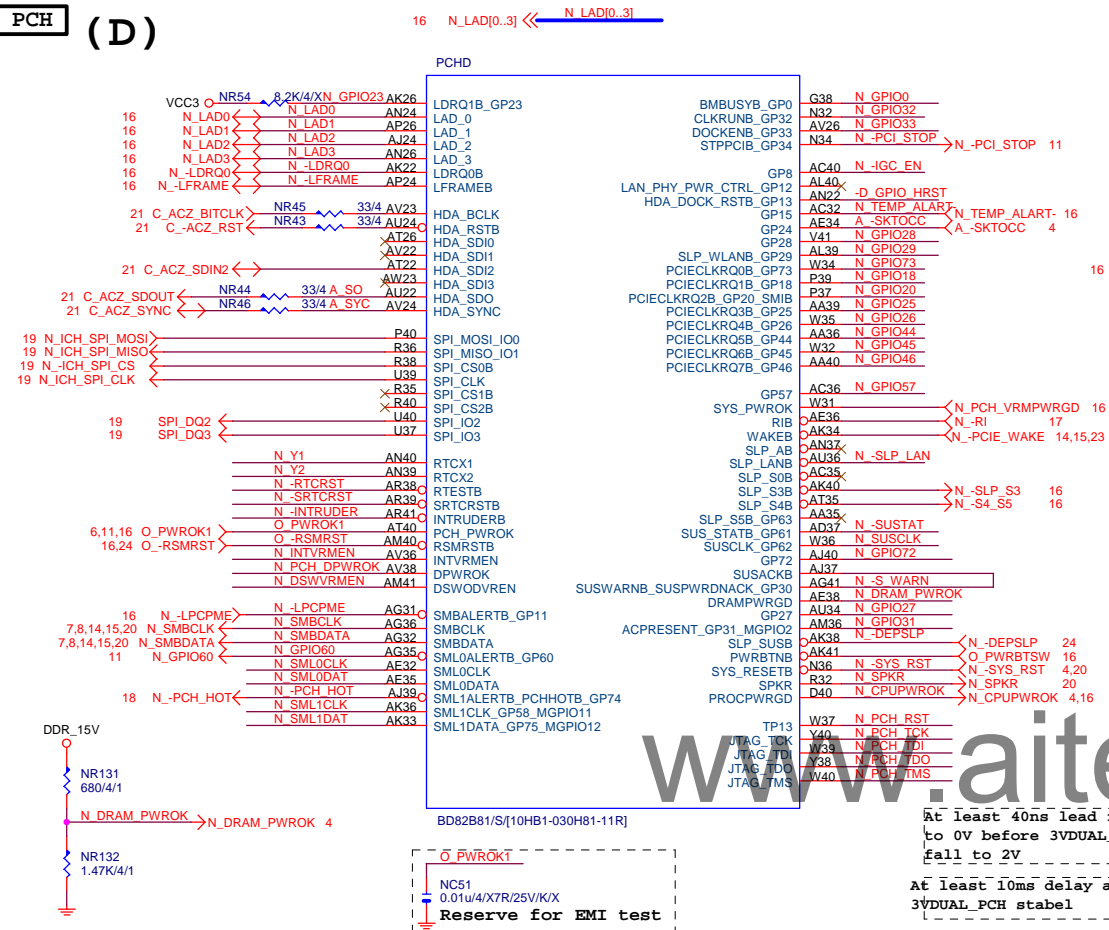 PCH (D)
16 N_LAD[0..3] N_LAD[0..3]
PCHD
VCC3 NR54 8.2K/4/X N_GPIO23 AK26 LDRQ1B_GP23
16 N_LAD0 N_LAD0 AN24 LAD_0
16 N_LAD1 N_LAD1 AP26 LAD_1
16 N_LAD2 N_LAD2 AJ24 LAD_2
16 N_LAD3 N_LAD3 AN26 LAD_3
16 N_-LDRQ0 N_-LDRQ0 AK22 LDRQ0B
16 N_-LFRAME N_-LFRAME AP24 LFRAMEB
21 C_ACZ_BITCLK NR45 33/4 AV23 HDA_BCLK
21 C_-ACZ_RST NR43 33/4 AU24 HDA_RSTB
AT26 HDA_SDI0
AV22 HDA_SDI1
21 C_ACZ_SDIN2 AT22 HDA_SDI2
AW23 HDA_SDI3
21 C_ACZ_SDOUT NR44 33/4 A_SO AU22 HDA_SDO
21 C_ACZ_SYNC NR46 33/4 A_SYC AV24 HDA_SYNC
19 N_ICH_SPI_MOSI P40 SPI_MOSI_IO0
19 N_ICH_SPI_MISO R36 SPI_MISO_IO1
19 N_-ICH_SPI_CS R38 SPI_CS0B
19 N_ICH_SPI_CLK U39 SPI_CLK
R35 SPI_CS1B
R40 SPI_CS2B
19 SPI_DQ2 U40 SPI_IO2
19 SPI_DQ3 U37 SPI_IO3
N_Y1 AN40 RTCX1
N_Y2 AN39 RTCX2
N_-RTCRST AR38 RTESTB
N_-SRTCRST AR39 SRTCRSTB
N_-INTRUDER AR41 INTRUDERB
6,11,16 O_PWROK1 O_PWROK1 AT40 PCH_PWROK
16,24 O_-RSMRST O_-RSMRST AM40 RSMRSTB
N_INTVRMEN AV36 INTVRMEN
N_PCH_DPWROK AV38 DPWROK
N_DSWVRMEN AM41 DSWODVREN
16 N_-LPCPME N_-LPCPME AG31 SMBALERTB_GP11
7,8,14,15,20 N_SMBCLK N_SMBCLK AG36 SMBCLK
7,8,14,15,20 N_SMBDATA N_SMBDATA AG32 SMBDATA
11 N_GPIO60 N_GPIO60 AG35 SML0ALERTB_GP60
N_SML0CLK AE32 SML0CLK
N_SML0DAT AE35 SML0DATA
18 N_-PCH_HOT N_-PCH_HOT AJ39 SML1ALERTB_PCHHOTB_GP74
N_SML1CLK AK36 SML1CLK_GP58_MGPIO11
N_SML1DAT AK33 SML1DATA_GP75_MGPIO12
BMBUSYB_GP0 G38 N_GPIO0
CLKRUNB_GP32 N32 N_GPIO32
DOCKENB_GP33 AV26 N_GPIO33
STPPCIB_GP34 N34 N_-PCI_STOP N_-PCI_STOP 11
GP8 AC40 N_-IGC_EN
LAN_PHY_PWR_CTRL_GP12 AL40
HDA_DOCK_RSTB_GP13 AN22 -D_GPIO_HRST
GP15 AC32 N_TEMP_ALART- N_TEMP_ALART- 16
GP24 AE34 A_-SKTOCC A_-SKTOCC 4
GP28 V41 N_GPIO28
SLP_WLANB_GP29 AL39 N_GPIO29
PCIECLKRQ0B_GP73 W34 N_GPIO73
16
PCIECLKRQ1B_GP18 P39 N_GPIO18
PCIECLKRQ2B_GP20_SMIB P37 N_GPIO20
PCIECLKRQ3B_GP25 AA39 N_GPIO25
PCIECLKRQ4B_GP26 W35 N_GPIO26
PCIECLKRQ5B_GP44 AA36 N_GPIO44
PCIECLKRQ6B_GP45 W32 N_GPIO45
PCIECLKRQ7B_GP46 AA40 N_GPIO46
GP57 AC36 N_GPIO57
SYS_PWROK W31 N_PCH_VRMPWRGD 16
RIB AE36 N_-RI 17
WAKEB AK34 N_-PCIE_WAKE 14,15,23
SLP_AB AN37
SLP_LANB AU36 N_-SLP_LAN
SLP_S0B AC35
SLP_S3B AK40 N_-SLP_S3 16
SLP_S4B AT35 N_-S4_S5 16
SLP_S5B_GP63 AA35
SUS_STATB_GP61 AD37 N_-SUSTAT
SUSCLK_GP62 W36 N_SUSCLK
GP72 AJ40 N_GPIO72
SUSACKB AJ37
SUSWARNB_SUSPWRDNACK_GP30 AG41 N_-S_WARN
DRAMPWRGD AE38 N_DRAM_PWROK
GP27 AU34 N_GPIO27
ACPRESENT_GP31_MGPIO2 AM36 N_GPIO31
SLP_SUSB AK38 N_-DEPSLP N_-DEPSLP 24
PWRBTNB AK41 O_PWRBTSW 16
SYS_RESETB N36 N_-SYS_RST N_-SYS_RST 4,20
SPKR R32 N_SPKR N_SPKR 20
PROCPWRGD D40 N_CPUPWROK N_CPUPWROK 4,16
TP13 W37 N_PCH_RST
JTAG_TCK Y40 N_PCH_TCK
JTAG_TDI W39 N_PCH_TDI
JTAG_TDO Y38 N_PCH_TDO
JTAG_TMS W40 N_PCH_TMS
BD82B81/S/[10HB1-030H81-11R]
DDR_15V
NR131
680/4/1
N_DRAM_PWROK N_DRAM_PWROK 4
NR132
1.47K/4/1
O_PWROK1
NC51
0.01u/4/X7R/25V/K/X
Reserve for EMI test
www.aite
At least 40ns lead
to 0V before 3VDUAL_
fall to 2V
At least 10ms delay a
3VDUAL_PCH stabel